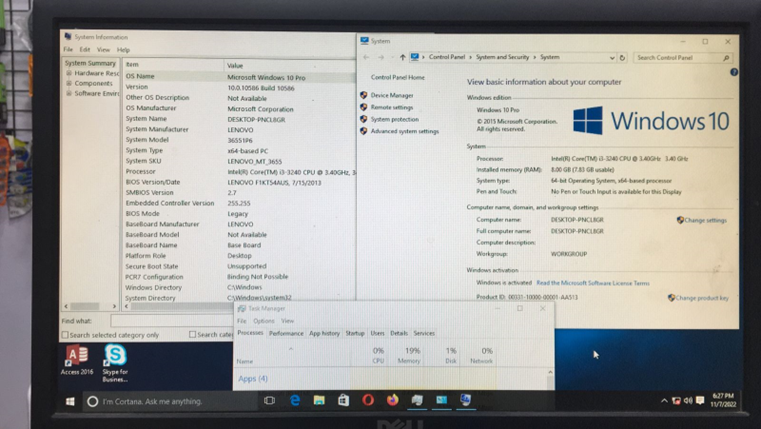 System Information
File Edit View Help
System Summary
Hardware Resc
Components
Software Envir
Item Value
OS Name Microsoft Windows 10 Pro
Version 10.0.10586 Build 10586
Other OS Description Not Available
OS Manufacturer Microsoft Corporation
System Name DESKTOP-PNCL8GR
System Manufacturer LENOVO
System Model 36551P6
System Type x64-based PC
System SKU LENOVO_MT_3655
Processor Intel(R) Core(TM) i3-3240 CPU @ 3.40GHz, 3
BIOS Version/Date LENOVO F1KT54AUS, 7/15/2013
SMBIOS Version 2.7
Embedded Controller Version 255.255
BIOS Mode Legacy
BaseBoard Manufacturer LENOVO
BaseBoard Model Not Available
BaseBoard Name Base Board
Platform Role Desktop
Secure Boot State Unsupported
PCR7 Configuration Binding Not Possible
Windows Directory C:\Windows
System Directory C:\Windows\system32
Find what:
Search selected category only Search cate
System
Control Panel System and Security System
Search Control Panel
Control Panel Home
Device Manager
Remote settings
System protection
Advanced system settings
View basic information about your computer
Windows edition
Windows 10 Pro
© 2015 Microsoft Corporation.
All rights reserved.
Windows 10
System
Processor: Intel(R) Core(TM) i3-3240 CPU @ 3.40GHz 3.40 GHz
Installed memory (RAM): 8.00 GB (7.83 GB usable)
System type: 64-bit Operating System, x64-based processor
Pen and Touch: No Pen or Touch Input is available for this Display
Computer name, domain, and workgroup settings
Computer name: DESKTOP-PNCL8GR
Change settings
Full computer name: DESKTOP-PNCL8GR
Computer description:
Workgroup: WORKGROUP
Windows activation
Windows is activated Read the Microsoft Software License Terms
Product ID: 00331-10000-00001-AA513
Change product key
Task Manager
File Options View
Processes Performance App history Startup Users Details Services
0% 19% 1% 0%
Name CPU Memory Disk Network
Apps (4)
Access 2016
Skype for
Busines...
I'm Cortana. Ask me anything.
6:27 PM
11/7/2022
DELL